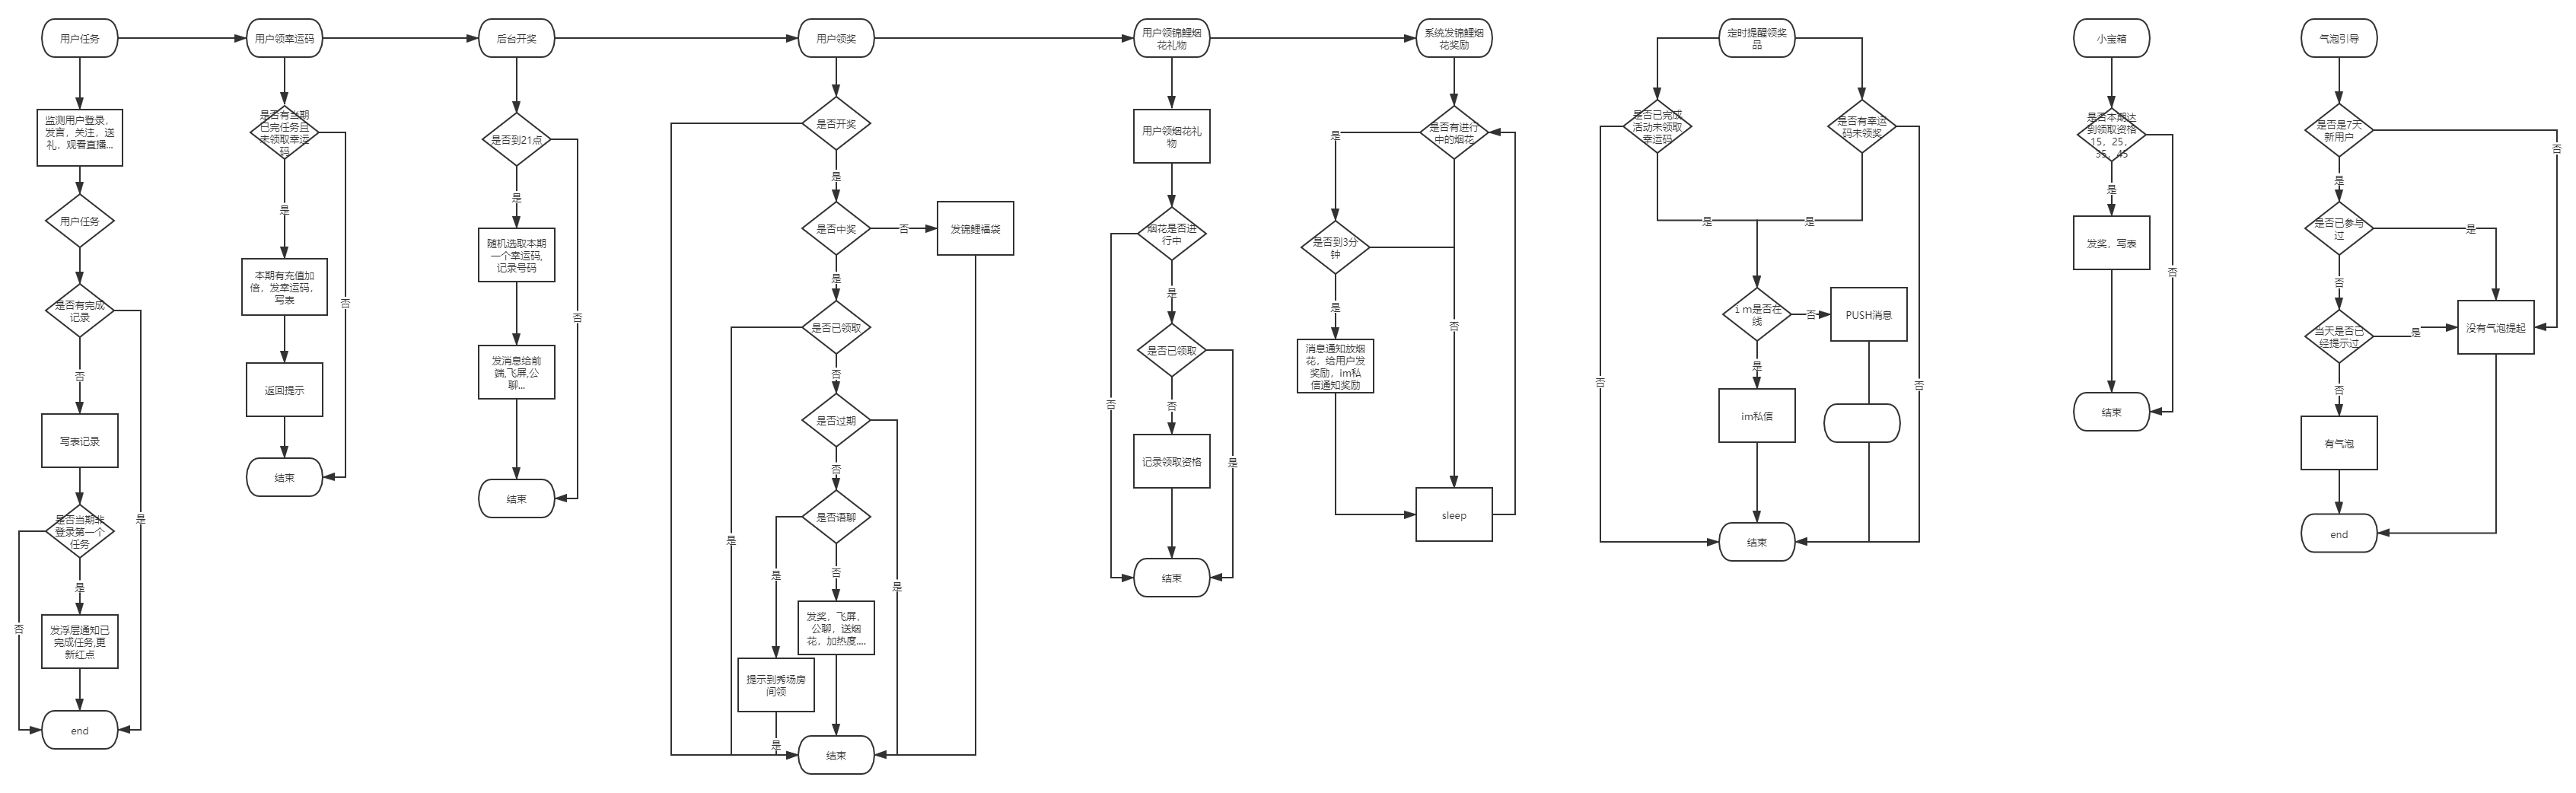 用户任务
监测用户登录，
发言，关注，送
礼，观看直播...
用户任务
是否有完成
记录
否
是
写表记录
是否当期非
登录第一个
任务
是
否
发浮层通知已
完成任务,更
新红点
end
用户领幸运码
是否有当期
已完任务且
未领取幸运
码
是
否
本期有充值加
倍，发幸运码，
写表
返回提示
结束
后台开奖
是否到21点
是
否
随机选取本期
一个幸运码，
记录号码
发消息给前
端,飞屏,公
聊...
结束
用户领奖
是否开奖
是
是否中奖
否
发锦鲤福袋
是
是否已领取
否
是
是否过期
否
是
是否语聊
是
否
发奖，飞屏，
公聊，送烟
花，加热度....
提示到秀场房
间领
是
结束
用户领锦鲤烟
花礼物
用户领烟花礼
物
烟花是否进
行中
是
否
是否已领取
否
是
记录领取资格
结束
系统发锦鲤烟
花奖励
是否有进行
中的烟花
是
否
是否到3分
钟
是
消息通知放烟
花，给用户发
奖励，im私
信通知奖励
sleep
定时提醒领奖
品
是否已完成
活动未领取
幸运码
是否有幸运
码未领奖
是
是
否
否
i m是否在
线
否
PUSH消息
是
im私信
结束
小宝箱
是否本期达
到领取资格
15，25，
35，45
是
否
发奖，写表
结束
气泡引导
是否是7天
新用户
否
是
是否已参与
过
是
否
没有气泡提起
当天是否已
经提示过
是
否
有气泡
end